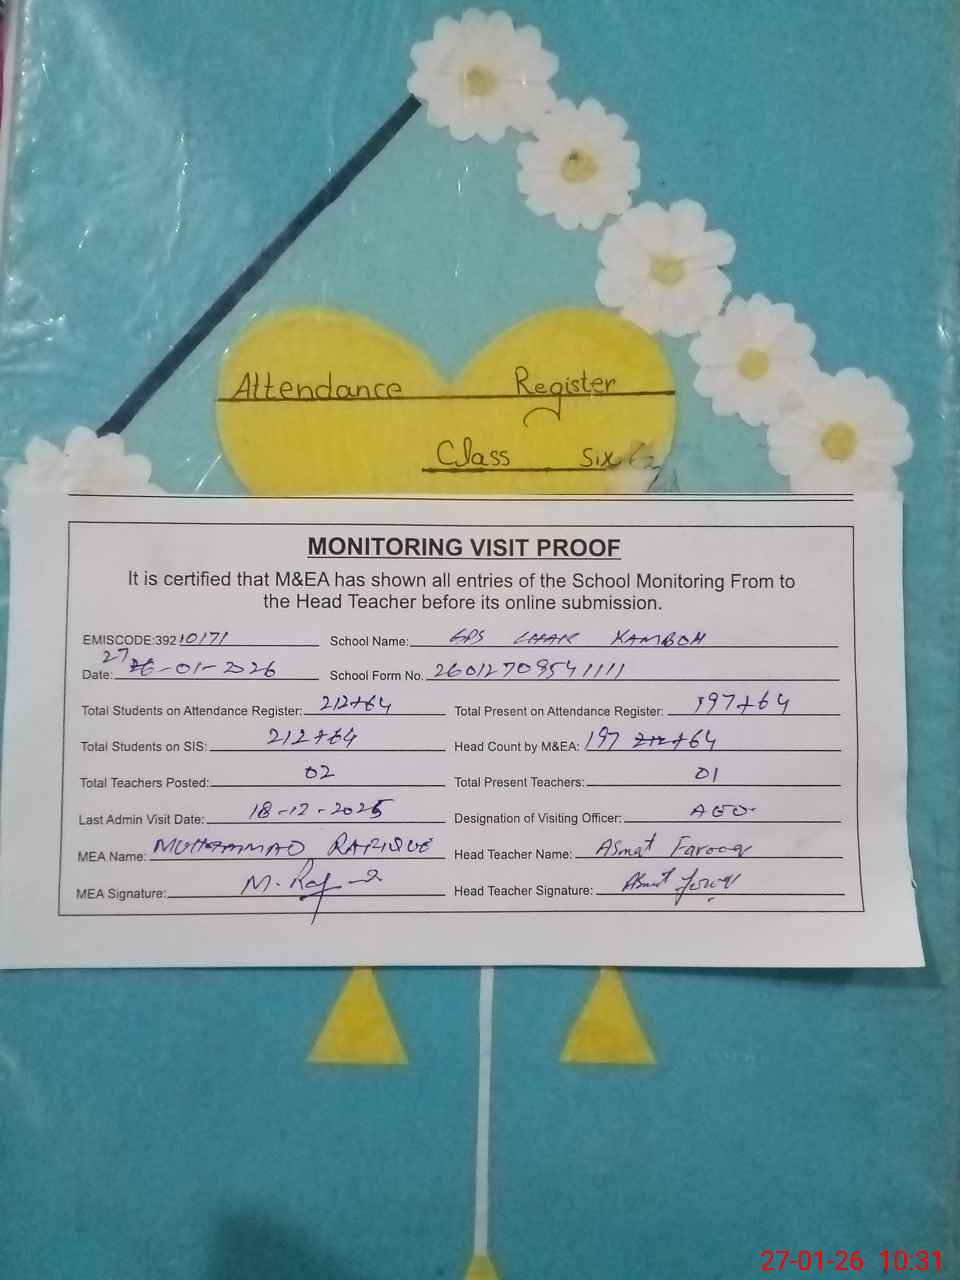 Attendance Register
Class Six
MONITORING VISIT PROOF
It is certified that M&EA has shown all entries of the School Monitoring From to
the Head Teacher before its online submission.
EMISCODE:39210171 School Name: GPS CHAK KAMBOH
Date: 27-01-2026 School Form No. 26012709541111
Total Students on Attendance Register: 212+64 Total Present on Attendance Register: 197+64
Total Students on SIS: 212+64 Head Count by M&EA: 197 212+64
Total Teachers Posted: 02 Total Present Teachers: 01
Last Admin Visit Date: 18-12-2025 Designation of Visiting Officer: AEO
MEA Name: MUHAMMAD RAFIQUE Head Teacher Name: Asmat Farooq
MEA Signature: M. Raf Head Teacher Signature: Asmat
27-01-26 10:31